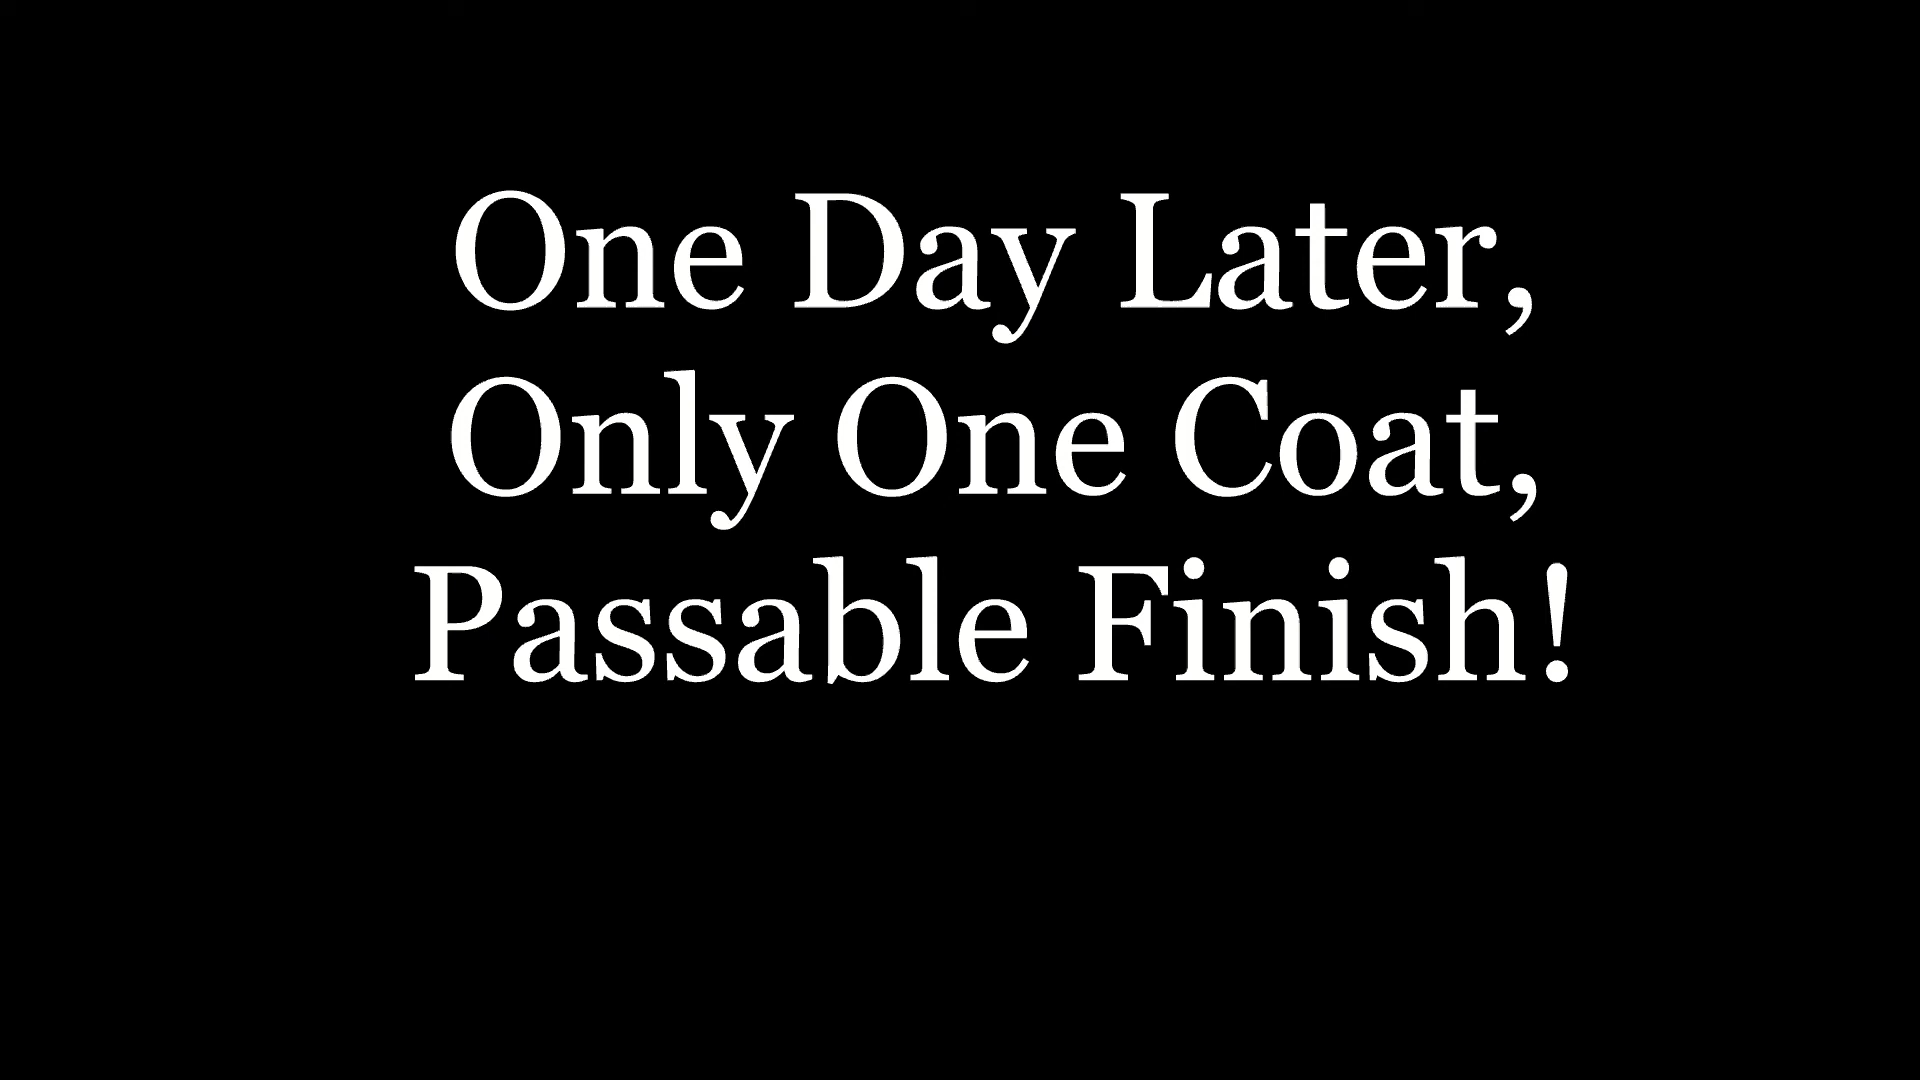 One Day Later,
Only One Coat,
Passable Finish!